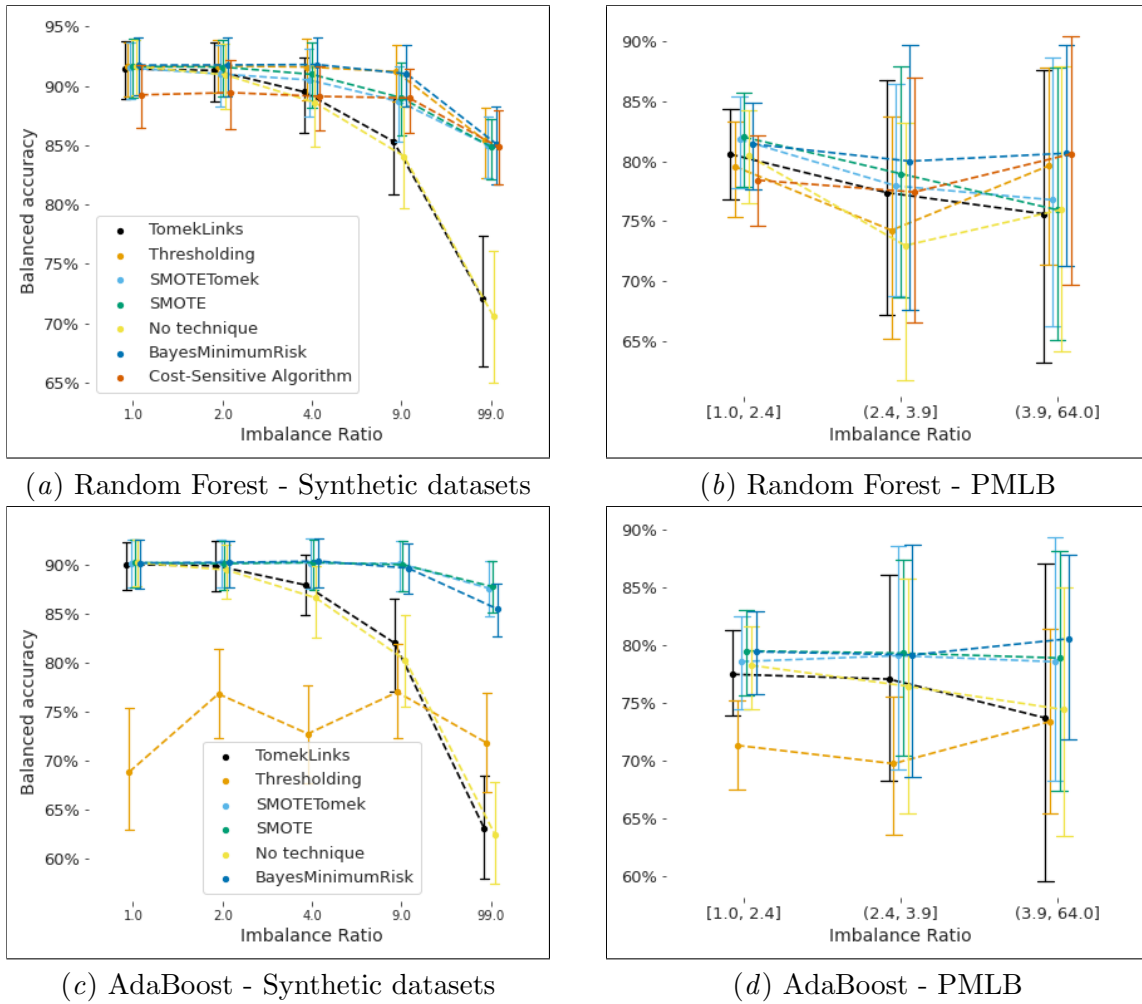 95%
90%
85%
80%
75%
70%
65%
Balanced accuracy
TomekLinks
Thresholding
SMOTETomek
SMOTE
No technique
BayesMinimumRisk
Cost-Sensitive Algorithm
1.0 2.0 4.0 9.0 99.0
Imbalance Ratio
(a) Random Forest - Synthetic datasets
90%
85%
80%
75%
70%
65%
[1.0, 2.4] (2.4, 3.9] (3.9, 64.0]
Imbalance Ratio
(b) Random Forest - PMLB
90%
85%
80%
75%
70%
65%
60%
Balanced accuracy
TomekLinks
Thresholding
SMOTETomek
SMOTE
No technique
BayesMinimumRisk
1.0 2.0 4.0 9.0 99.0
Imbalance Ratio
(c) AdaBoost - Synthetic datasets
90%
85%
80%
75%
70%
65%
60%
[1.0, 2.4] (2.4, 3.9] (3.9, 64.0]
Imbalance Ratio
(d) AdaBoost - PMLB